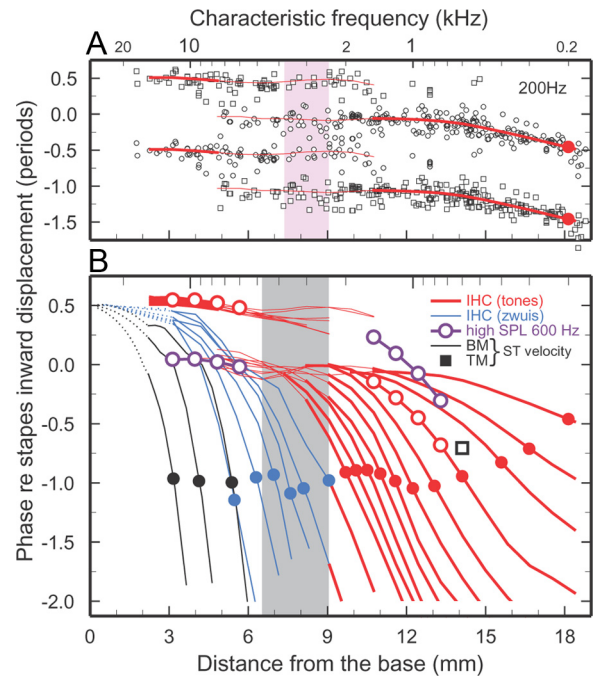 Characteristic frequency (kHz)
20 10 2 1 0.2
A
200Hz
0.5
0.0
-0.5
-1.0
-1.5
Phase re stapes inward displacement (periods)
B
IHC (tones)
IHC (zwuis)
high SPL 600 Hz
BM } ST velocity
TM
0.5
0.0
-0.5
-1.0
-1.5
-2.0
0 3 6 9 12 15 18
Distance from the base (mm)